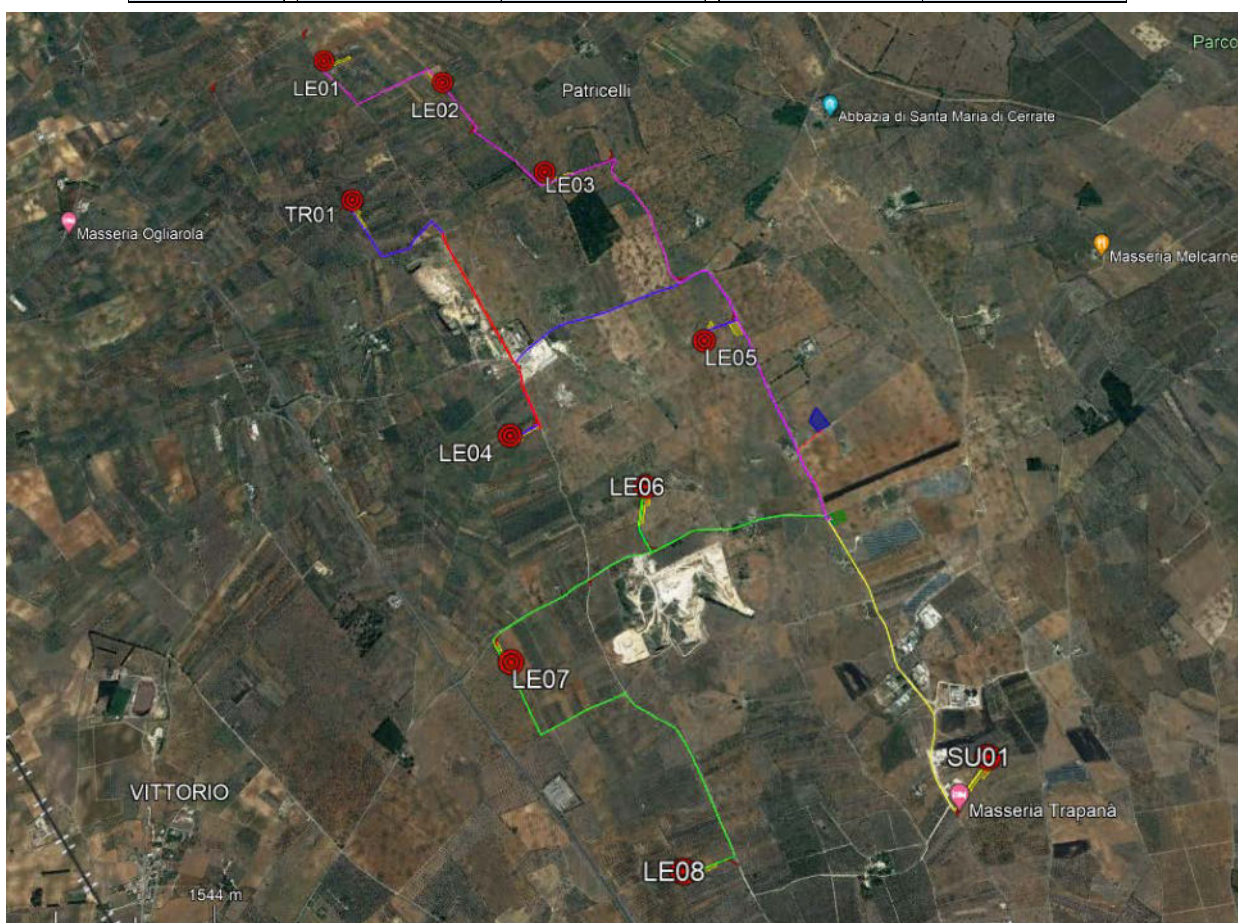 Parco
LE01
LE02
Patricelli
Abbazia di Santa Maria di Cerrate
LE03
TR01
Masseria Ogliarola
Masseria Melcarne
LE05
LE04
LE06
LE07
SU01
VITTORIO
Masseria Trapanà
LE08
1544 m